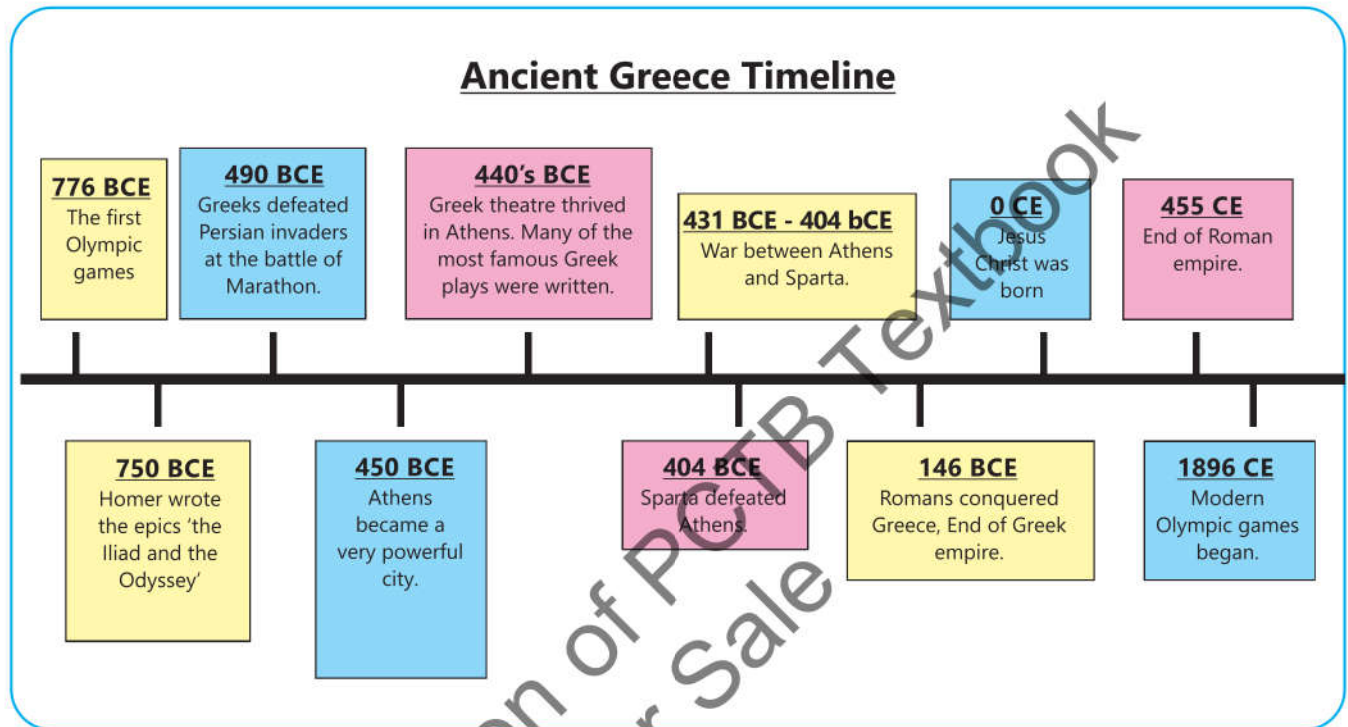 Ancient Greece Timeline
776 BCE
The first
Olympic
games
490 BCE
Greeks defeated
Persian invaders
at the battle of
Marathon.
440's BCE
Greek theatre thrived
in Athens. Many of the
most famous Greek
plays were written.
431 BCE - 404 bCE
War between Athens
and Sparta.
0 CE
Jesus
Christ was
born
455 CE
End of Roman
empire.
750 BCE
Homer wrote
the epics ‘the
Iliad and the
Odyssey’
450 BCE
Athens
became a
very powerful
city.
404 BCE
Sparta defeated
Athens.
146 BCE
Romans conquered
Greece, End of Greek
empire.
1896 CE
Modern
Olympic games
began.
of PCTB Textbook
Sale